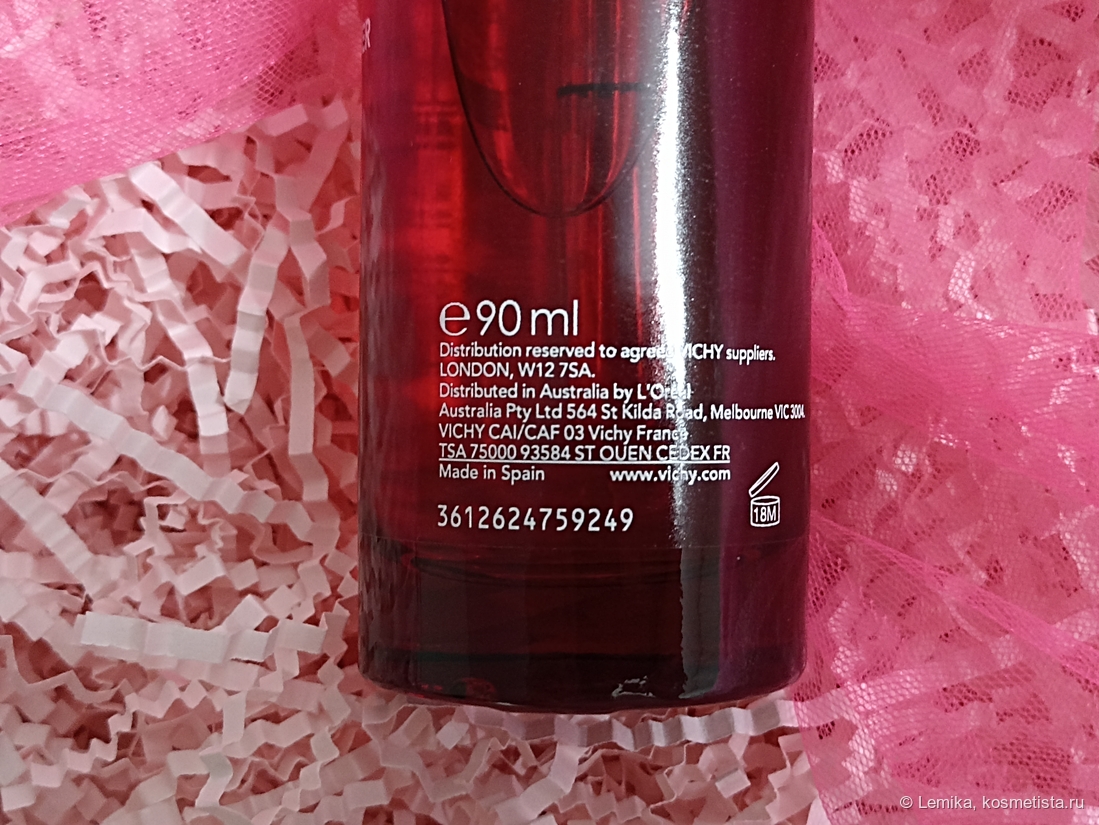 ER
e 90 ml
Distribution reserved to agreed VICHY suppliers.
LONDON, W12 7SA.
Distributed in Australia by L'Oréal
Australia Pty Ltd 564 St Kilda Road, Melbourne VIC 3004.
VICHY CAI/CAF 03 Vichy France
TSA 75000 93584 ST OUEN CEDEX FR
Made in Spain www.vichy.com
18M
3612624759249
© Lemika, kosmetista.ru